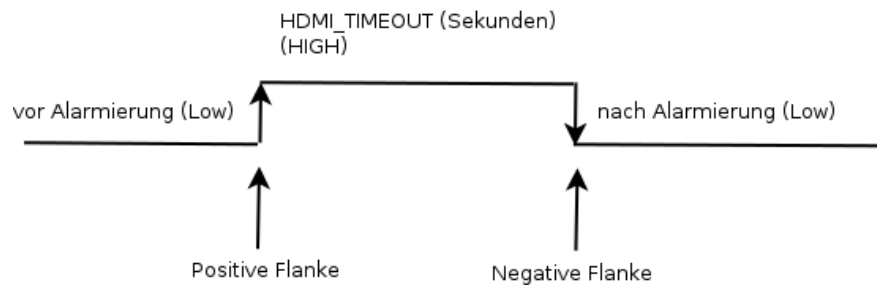 HDMI_TIMEOUT (Sekunden)
(HIGH)
vor Alarmierung (Low)
nach Alarmierung (Low)
Positive Flanke
Negative Flanke